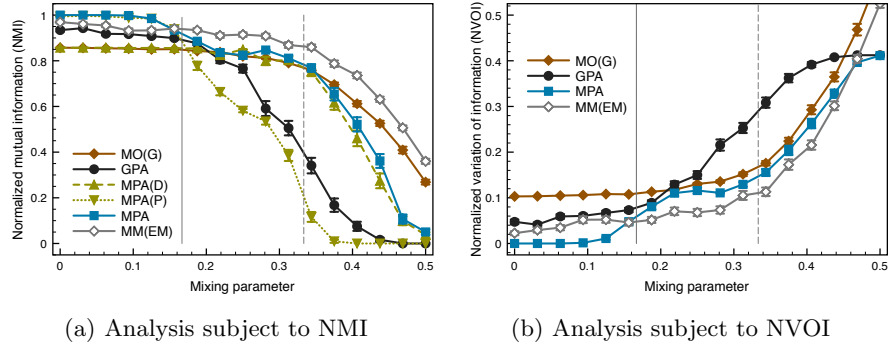 Normalized mutual information (NMI)
1
0.8
0.6
0.4
0.2
0
MO(G)
GPA
MPA(D)
MPA(P)
MPA
MM(EM)
0 0.1 0.2 0.3 0.4 0.5
Mixing parameter
(a) Analysis subject to NMI
Normalized variation of information (NVOI)
0.5
0.4
0.3
0.2
0.1
0
MO(G)
GPA
MPA
MM(EM)
0 0.1 0.2 0.3 0.4 0.5
Mixing parameter
(b) Analysis subject to NVOI